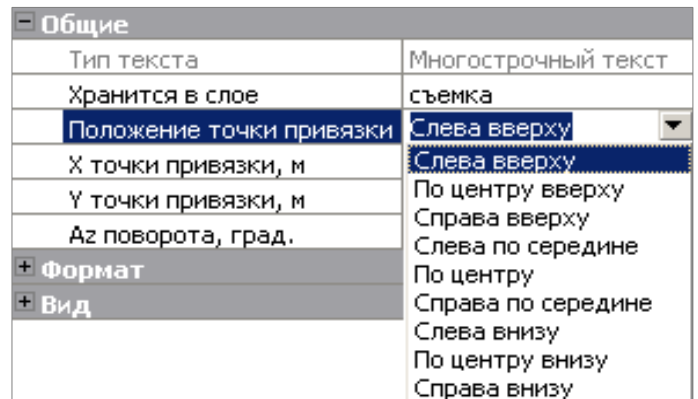 Общие
Тип текста Многострочный текст
Хранится в слое съемка
Положение точки привязки Слева вверху
X точки привязки, м Слева вверху
По центру вверху
Y точки привязки, м Справа вверху
Az поворота, град. Слева по середине
Формат По центру
Вид Справа по середине
Слева внизу
По центру внизу
Справа внизу